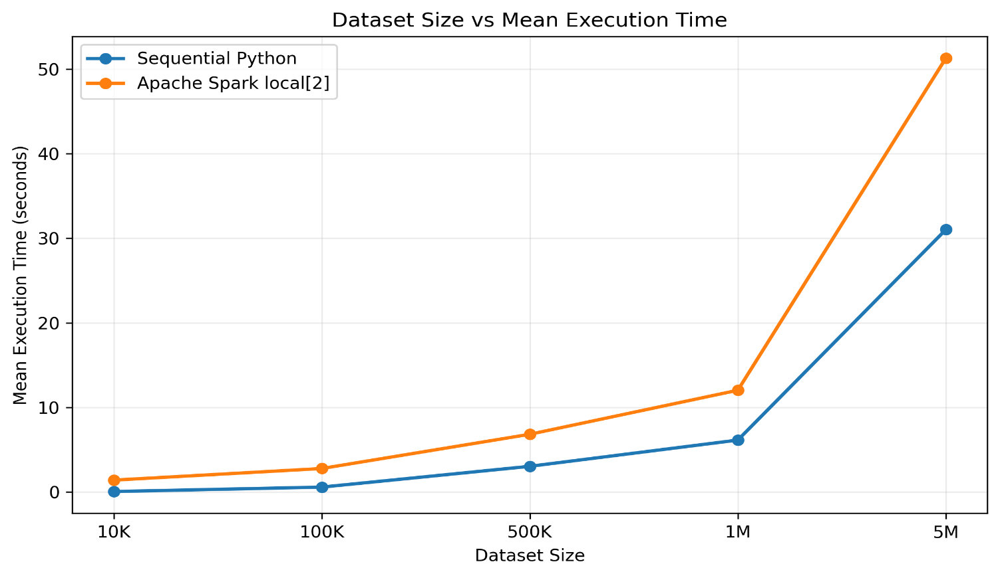 Dataset Size vs Mean Execution Time
Sequential Python
Apache Spark local[2]
Mean Execution Time (seconds)
50
40
30
20
10
0
10K 100K 500K 1M 5M
Dataset Size